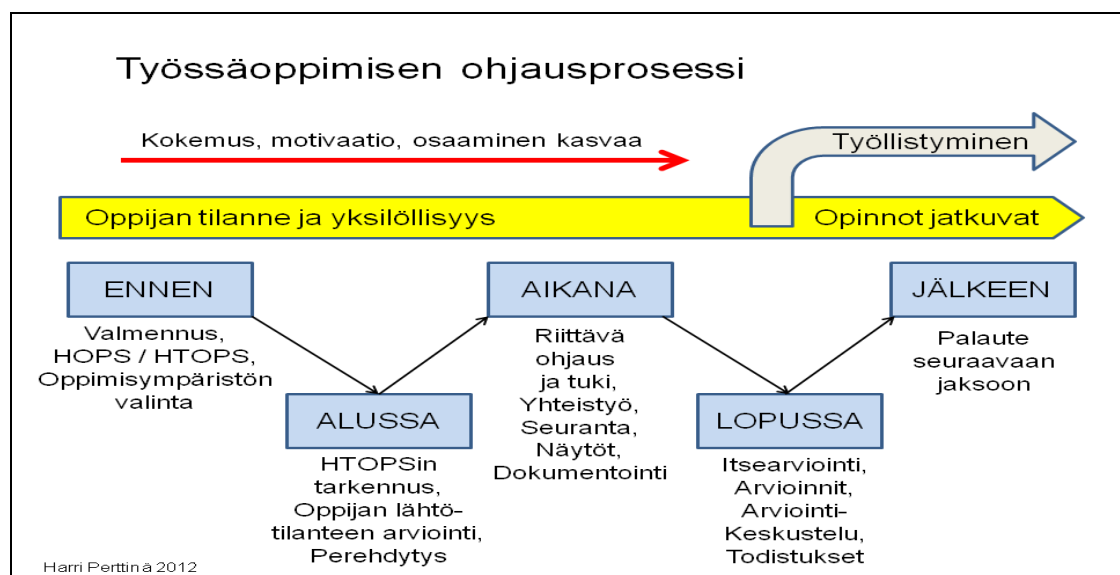 Työssäoppimisen ohjausprosessi
Kokemus, motivaatio, osaaminen kasvaa
Työllistyminen
Oppijan tilanne ja yksilöllisyys
Opinnot jatkuvat
ENNEN
Valmennus,
HOPS / HTOPS,
Oppimisympäristön
valinta
ALUSSA
HTOPSin
tarkennus,
Oppijan lähtö-
tilanteen arviointi,
Perehdytys
AIKANA
Riittävä
ohjaus
ja tuki,
Yhteistyö,
Seuranta,
Näytöt,
Dokumentointi
LOPUSSA
Itsearviointi,
Arvioinnit,
Arviointi-
Keskustelu,
Todistukset
JÄLKEEN
Palaute
seuraavaan
jaksoon
Harri Perttinä 2012